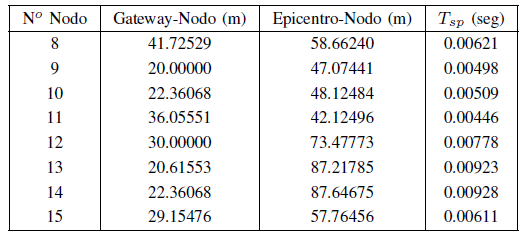 Nº Nodo Gateway-Nodo (m) Epicentro-Nodo (m) Tsp (seg)
8 41.72529 58.66240 0.00621
9 20.00000 47.07441 0.00498
10 22.36068 48.12484 0.00509
11 36.05551 42.12496 0.00446
12 30.00000 73.47773 0.00778
13 20.61553 87.21785 0.00923
14 22.36068 87.64675 0.00928
15 29.15476 57.76456 0.00611